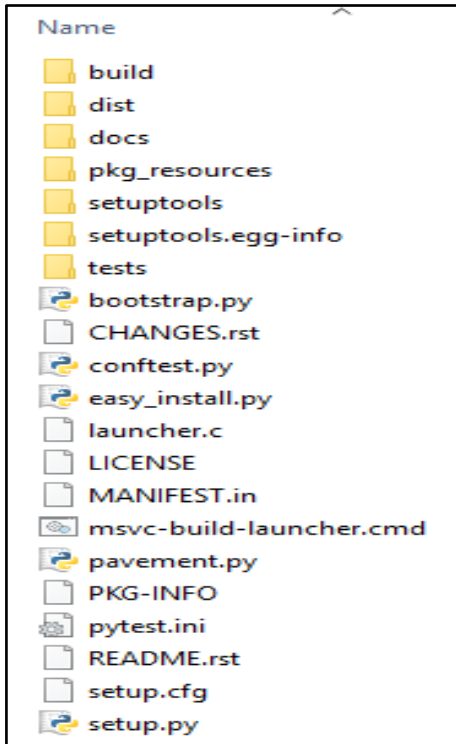 Name
build
dist
docs
pkg_resources
setuptools
setuptools.egg-info
tests
bootstrap.py
CHANGES.rst
conftest.py
easy_install.py
launcher.c
LICENSE
MANIFEST.in
msvc-build-launcher.cmd
pavement.py
PKG-INFO
pytest.ini
README.rst
setup.cfg
setup.py